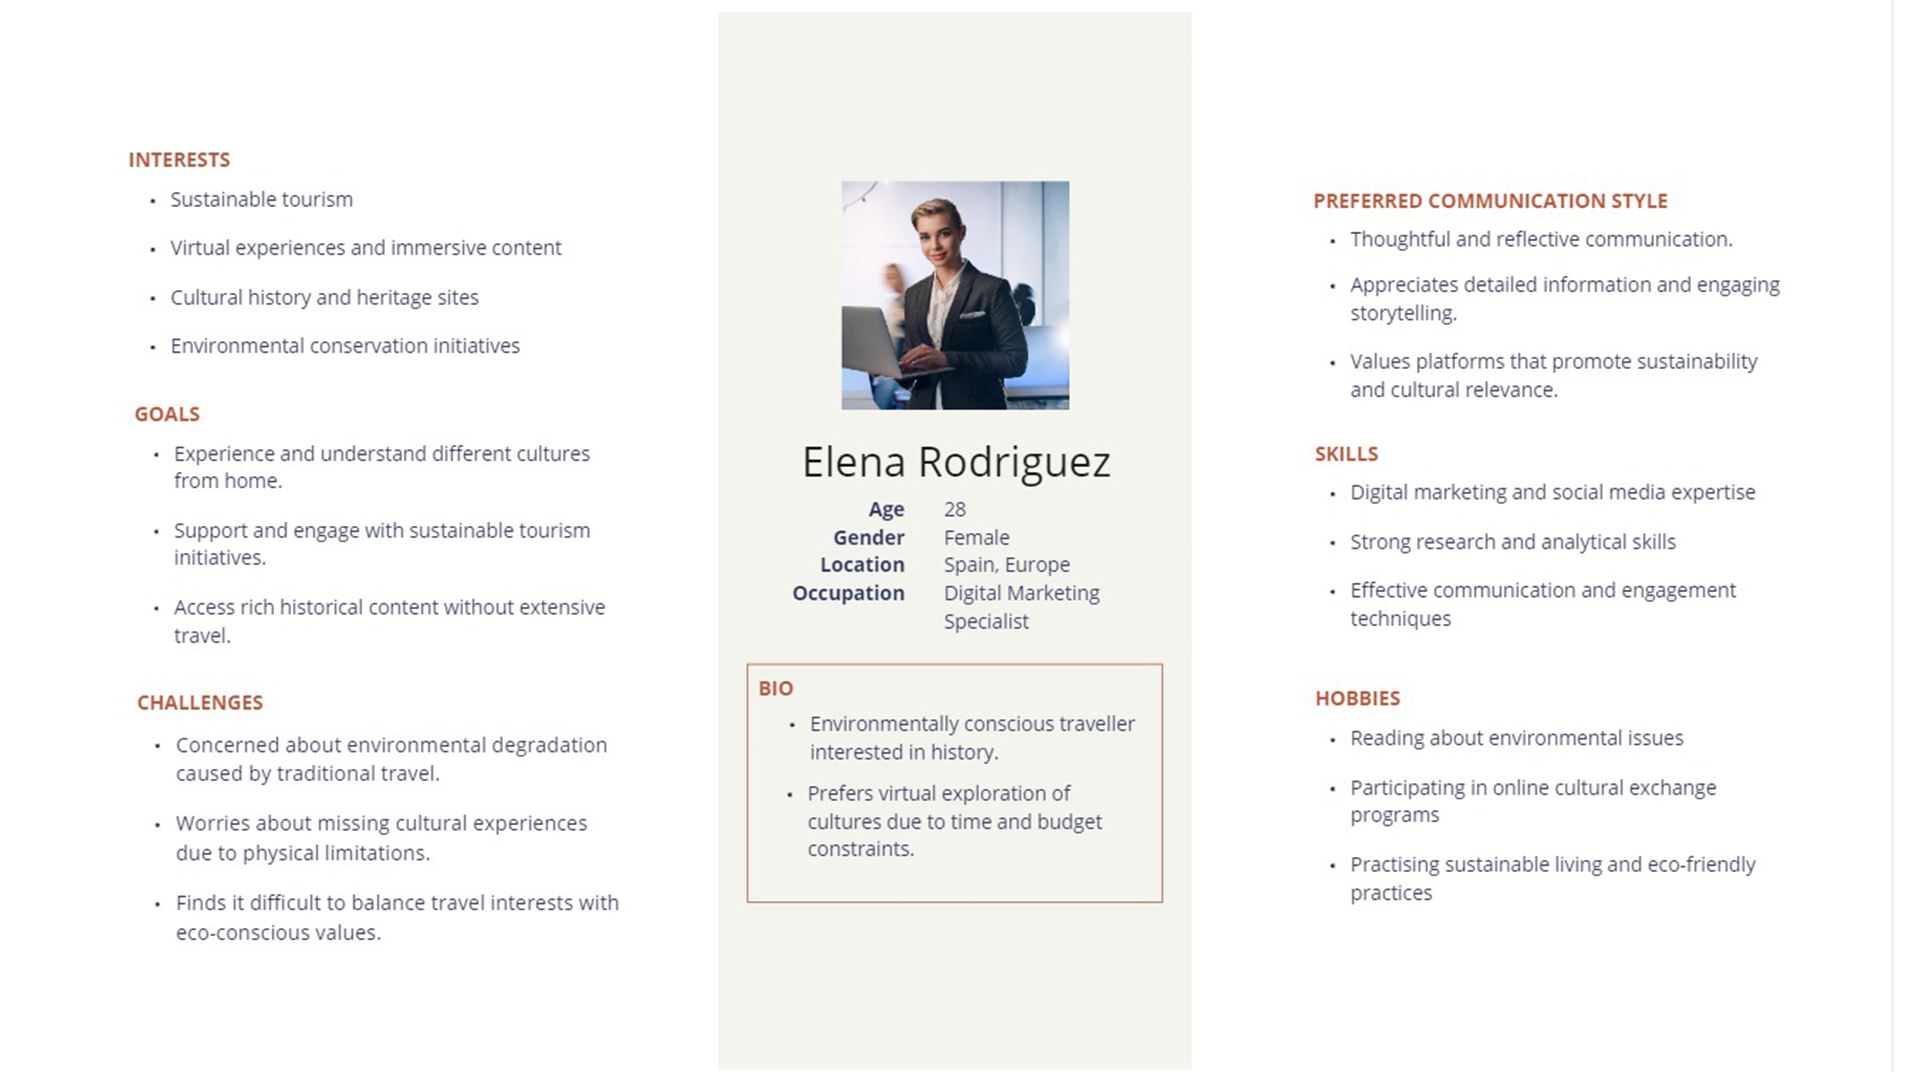 INTERESTS
• Sustainable tourism
• Virtual experiences and immersive content
• Cultural history and heritage sites
• Environmental conservation initiatives
GOALS
• Experience and understand different cultures
from home.
• Support and engage with sustainable tourism
initiatives.
• Access rich historical content without extensive
travel.
CHALLENGES
• Concerned about environmental degradation
caused by traditional travel.
• Worries about missing cultural experiences
due to physical limitations.
• Finds it difficult to balance travel interests with
eco-conscious values.
Elena Rodriguez
Age 28
Gender Female
Location Spain, Europe
Occupation Digital Marketing
Specialist
BIO
• Environmentally conscious traveller
interested in history.
• Prefers virtual exploration of
cultures due to time and budget
constraints.
PREFERRED COMMUNICATION STYLE
• Thoughtful and reflective communication.
• Appreciates detailed information and engaging
storytelling.
• Values platforms that promote sustainability
and cultural relevance.
SKILLS
• Digital marketing and social media expertise
• Strong research and analytical skills
• Effective communication and engagement
techniques
HOBBIES
• Reading about environmental issues
• Participating in online cultural exchange
programs
• Practising sustainable living and eco-friendly
practices